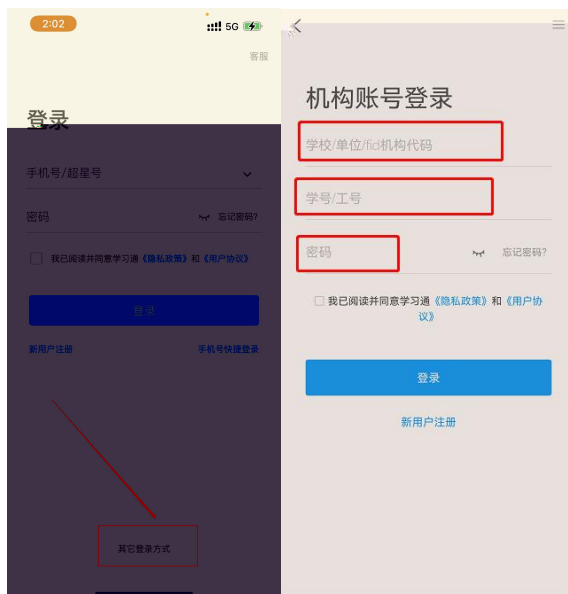 2:02
5G
客服
登录
手机号/超星号
密码
忘记密码?
我已阅读并同意学习通《隐私政策》和《用户协议》
登录
新用户注册
手机号快捷登录
其它登录方式
机构账号登录
学校/单位/fid机构代码
学号/工号
密码
忘记密码?
我已阅读并同意学习通《隐私政策》和《用户协
议》
登录
新用户注册